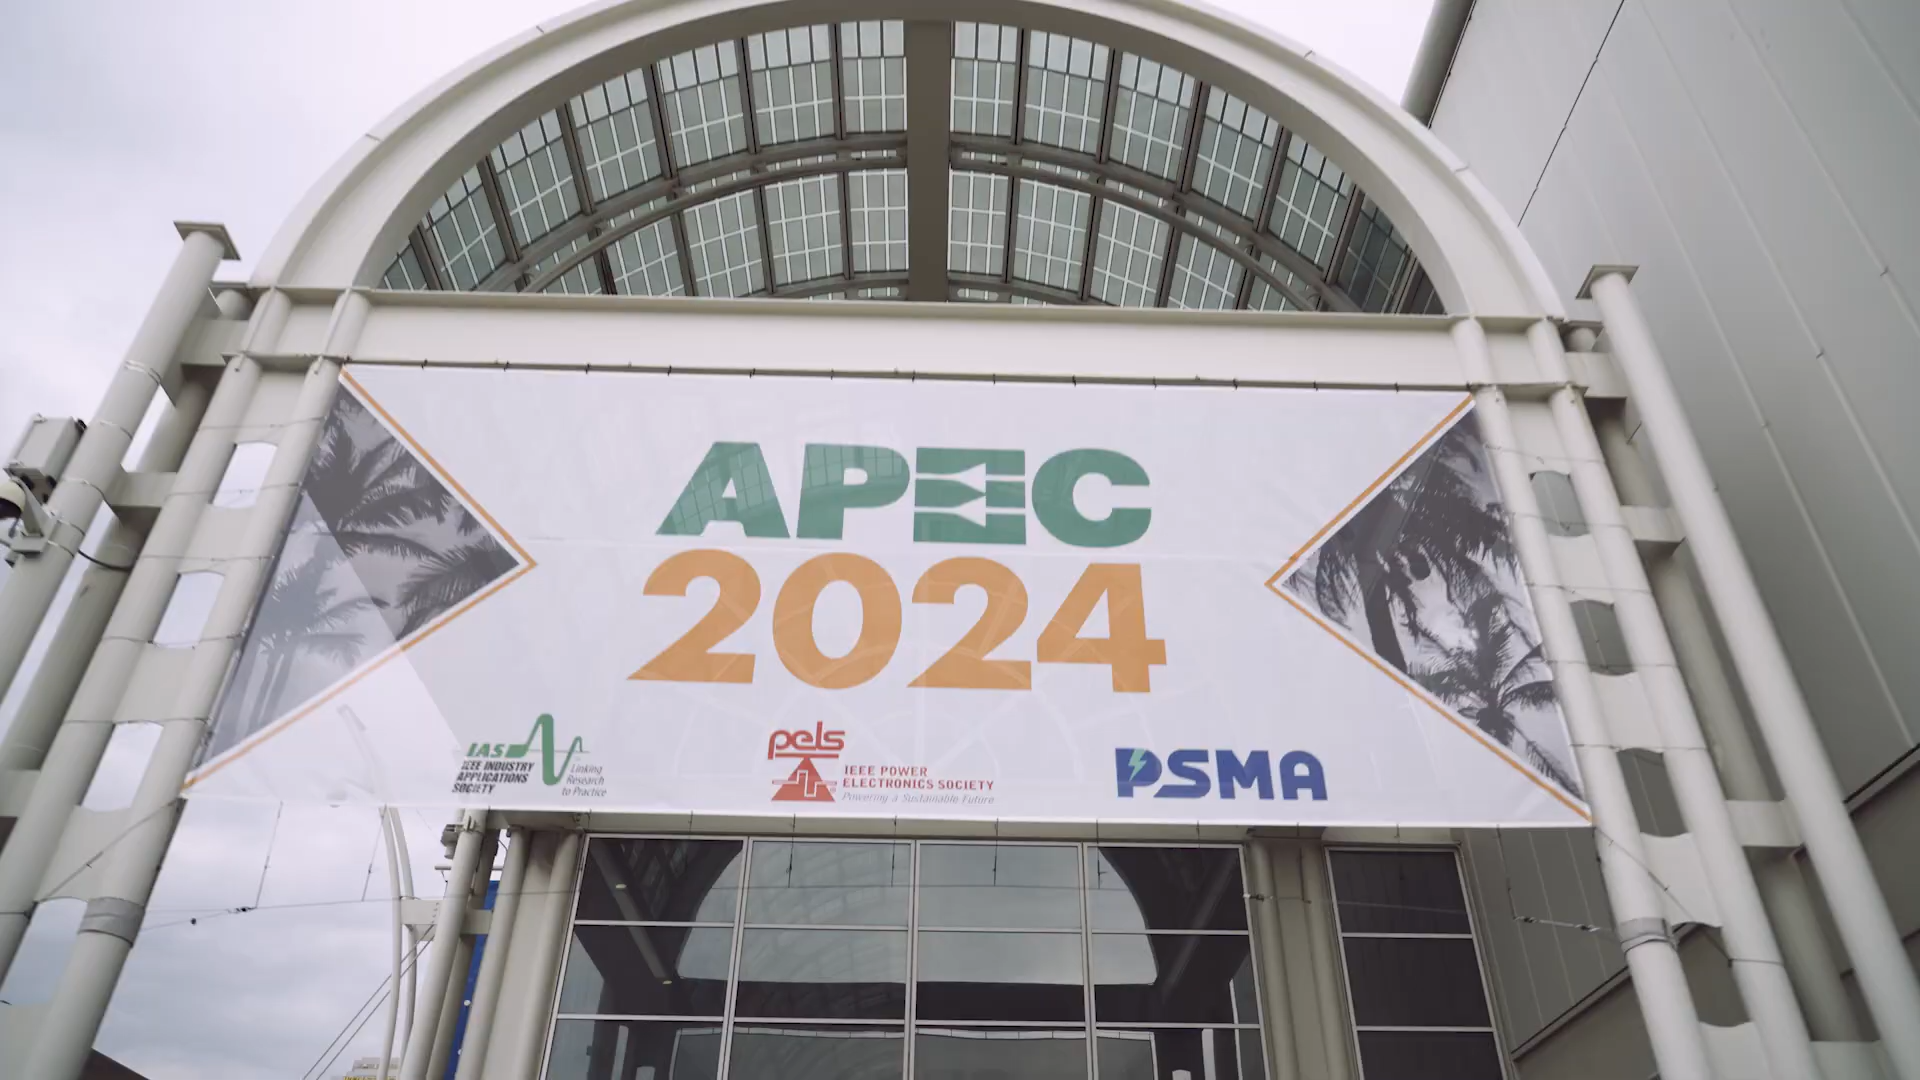 APEC
2024
IAS
IEEE INDUSTRY
APPLICATIONS
SOCIETY
Linking
Research
to Practice
pels
IEEE POWER
ELECTRONICS SOCIETY
Powering a Sustainable Future
PSMA